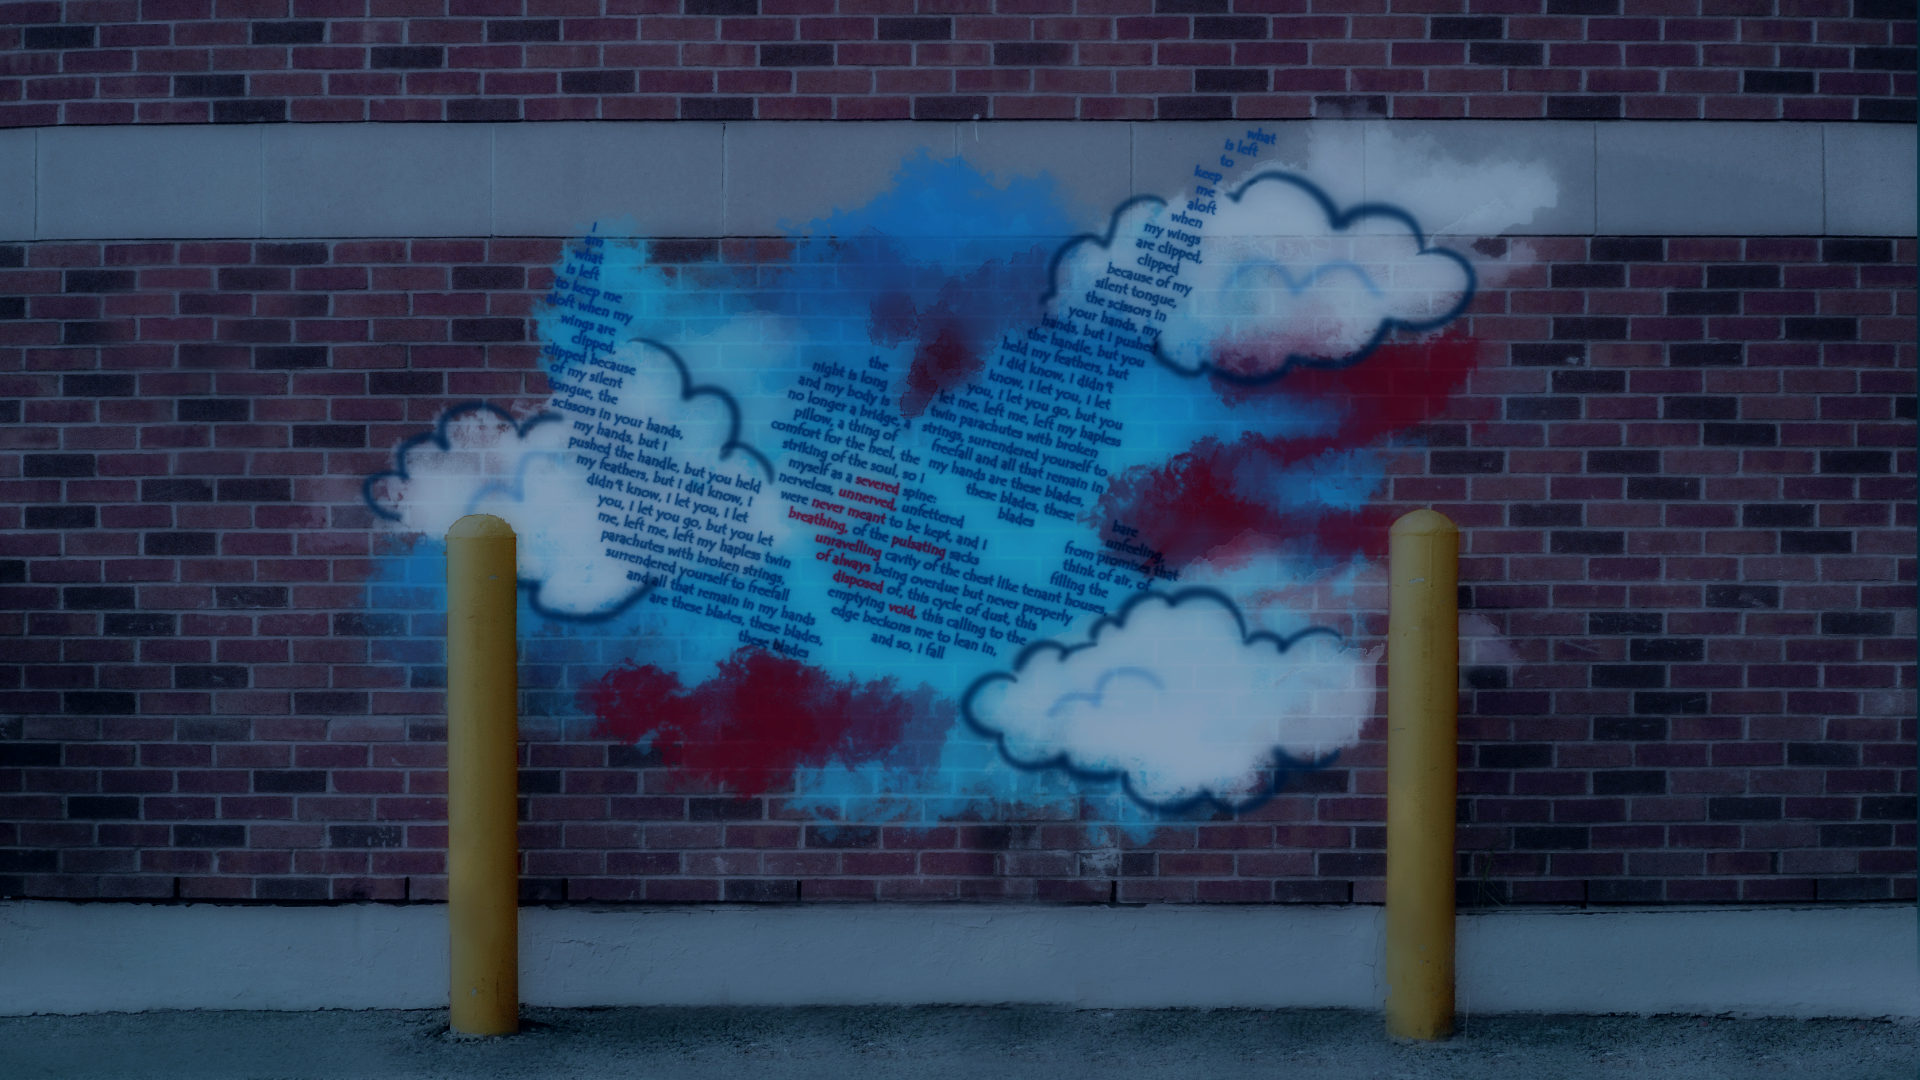 I
am
what
is left
to keep me
aloft when my
wings are
clipped,
clipped because
of my silent
tongue, the
scissors in your hands,
my hands, but I
pushed the handle, but you held
my feathers, but I did know, I
didn't know, I let you, I let
you, I let you go, but you let
me, left me, left my hapless twin
parachutes with broken strings,
surrendered yourself to freefall
and all that remain in my hands
are these blades, these blades,
these blades
the
night is long
and my body is
no longer a bridge, a
pillow, a thing of
comfort for the heel, the
striking of the soul, so I bare
myself as a severed spine: unfeeling,
nerveless, unnerved, unfettered from promises that
were never meant to be kept, and I think of air, of
breathing, of the pulsating sacks filling the
unravelling cavity of the chest like tenant houses,
of always being overdue but never properly
disposed of, this cycle of dust, this
emptying void, this calling to the
edge beckons me to lean in,
and so, I fall
what
is left
to
keep
me
aloft
when
my wings
are clipped,
clipped
because of my
silent tongue,
the scissors in
your hands, my
hands, but I pushed
the handle, but you
held my feathers, but
I did know, I didn't
know, I let you, I let
you, I let you go, but you
let me, left me, left my hapless
twin parachutes with broken
strings, surrendered yourself to
freefall and all that remain in
my hands are these blades,
these blades, these
blades